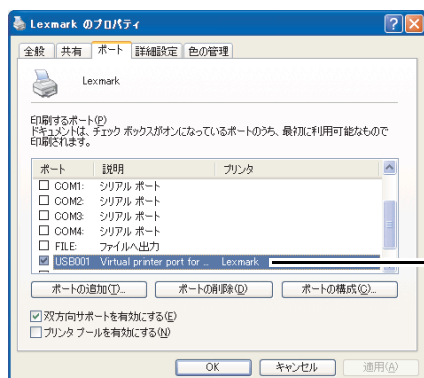 Lexmark のプロパティ
全般 共有 ポート 詳細設定 色の管理
Lexmark
印刷するポート(P)
ドキュメントは、チェック ボックスがオンになっているポートのうち、最初に利用可能なもので
印刷されます。
ポート 説明 プリンタ
COM1: シリアル ポート
COM2: シリアル ポート
COM3: シリアル ポート
COM4: シリアル ポート
FILE: ファイルへ出力
USB001 Virtual printer port for ... Lexmark
ポートの追加(T)... ポートの削除(D) ポートの構成(C)...
双方向サポートを有効にする(E)
プリンタ プールを有効にする(N)
OK キャンセル 適用(A)